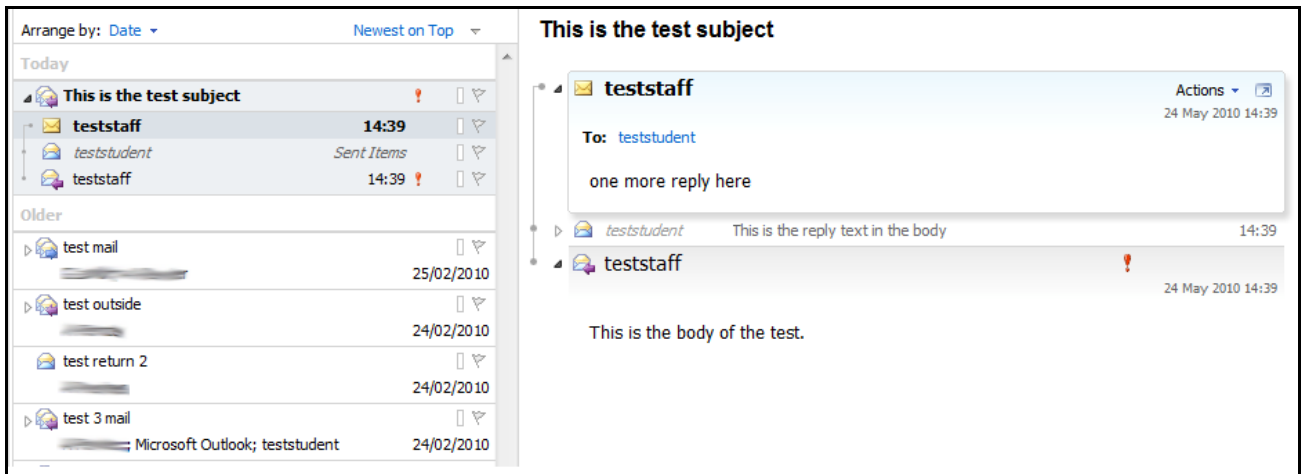 Arrange by: Date Newest on Top
Today
This is the test subject
teststaff 14:39
teststudent Sent Items
teststaff 14:39
Older
test mail
25/02/2010
test outside
24/02/2010
test return 2
24/02/2010
test 3 mail
; Microsoft Outlook; teststudent 24/02/2010
This is the test subject
teststaff Actions
24 May 2010 14:39
To: teststudent
one more reply here
teststudent This is the reply text in the body 14:39
teststaff
24 May 2010 14:39
This is the body of the test.